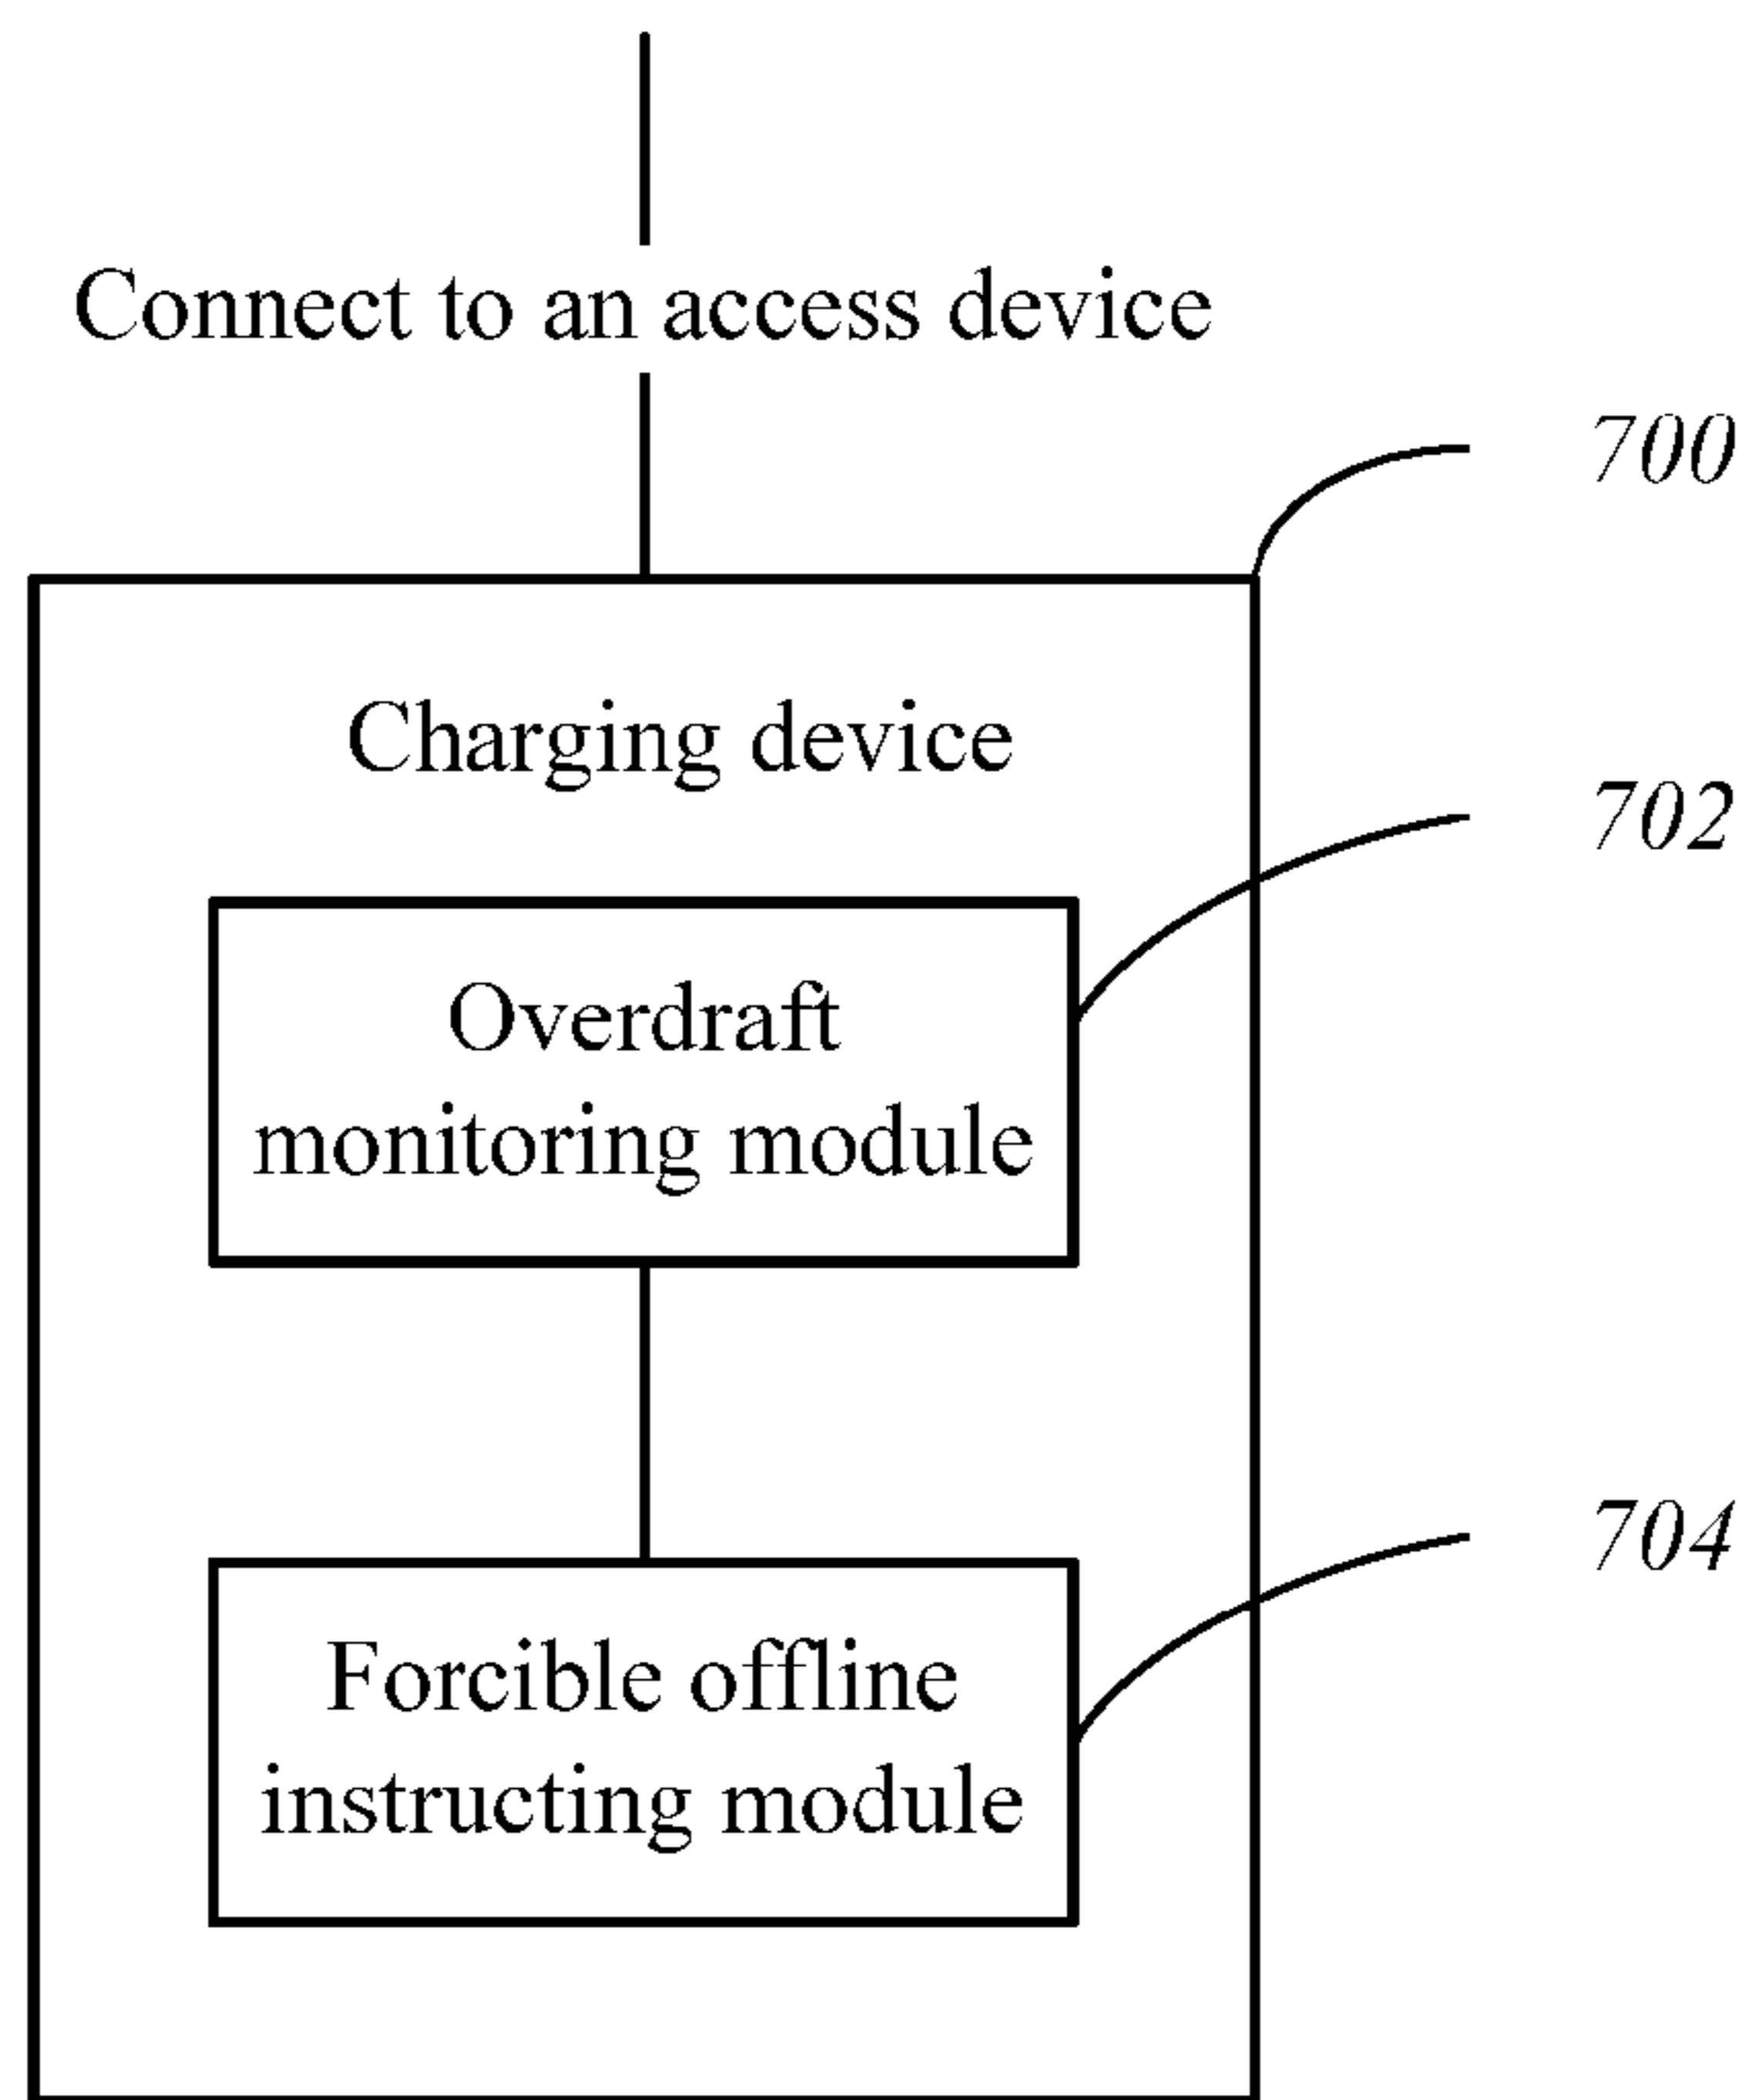 Connect to an access device
700
Charging device
702
Overdraft
monitoring module
704
Forcible offline
instructing module